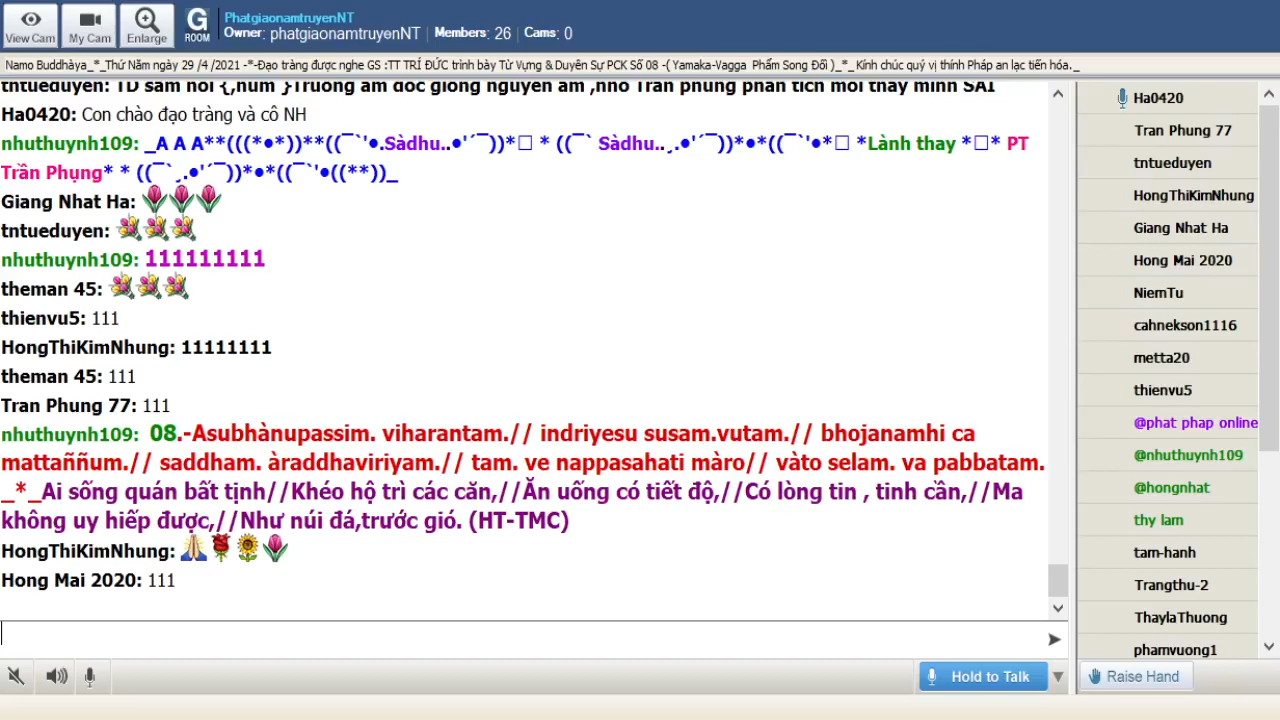 View Cam
My Cam
Enlarge
G
ROOM
PhatgiaonamtruyenNT
Owner: phatgiaonamtruyenNT | Members: 26 | Cams: 0
Namo Buddhàya_*_Thứ Năm ngày 29 /4 /2021 -*-Đạo tràng được nghe GS :TT TRÍ ĐỨC trình bày Từ Vựng & Duyên Sự PCK Số 08 -( Yamaka-Vagga Phẩm Song Đối )_*_ Kính chúc quý vị thính Pháp an lạc tiến hóa._
Ha0420: Con chào đạo tràng và cô NH
nhuthuynh109: _A A A**(((*•*))**((¯`'•.Sàdhu..•'´¯))*□ * ((¯` Sàdhu..¸.•'´¯))*•*((¯`'•*□ *Lành thay *□* PT
Trần Phụng* * ((¯`¸.•'´¯))*•*((¯`'•((**))_
Giang Nhat Ha:
tntueduyen:
nhuthuynh109: 111111111
theman 45:
thienvu5: 111
HongThiKimNhung: 11111111
theman 45: 111
Tran Phung 77: 111
nhuthuynh109: 08.-Asubhànupassim. viharantam.// indriyesu susam.vutam.// bhojanamhi ca
mattaññum.// saddham. àraddhaviriyam.// tam. ve nappasahati màro// vàto selam. va pabbatam.
_*_Ai sống quán bất tịnh//Khéo hộ trì các căn,//Ăn uống có tiết độ,//Có lòng tin , tinh cần,//Ma
không uy hiếp được,//Như núi đá,trước gió. (HT-TMC)
HongThiKimNhung:
Hong Mai 2020: 111
Ha0420
Tran Phung 77
tntueduyen
HongThiKimNhung
Giang Nhat Ha
Hong Mai 2020
NiemTu
cahnekson1116
metta20
thienvu5
@phat phap online
@nhuthuynh109
@hongnhat
thy lam
tam-hanh
Trangthu-2
ThaylaThuong
phamvuong1
Hold to Talk
Raise Hand